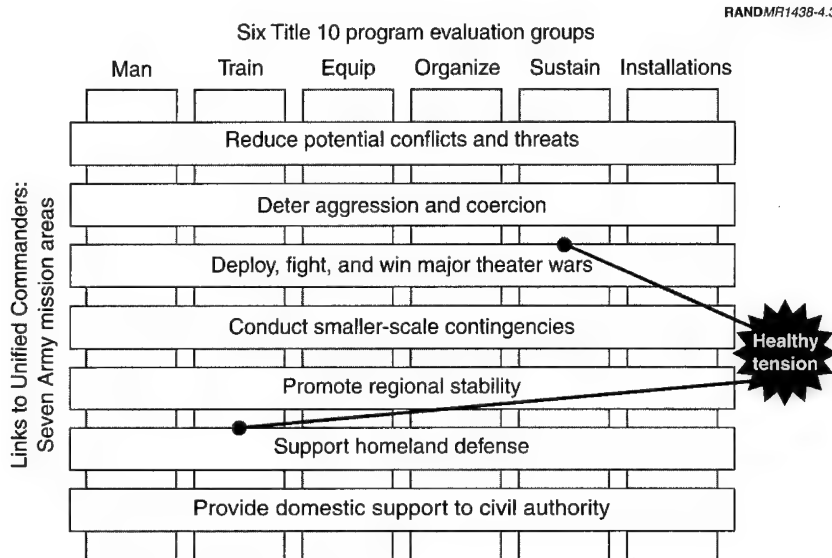 RANDMR1438-4.3
Six Title 10 program evaluation groups
Man Train Equip Organize Sustain Installations
Links to Unified Commanders:
Seven Army mission areas
Reduce potential conflicts and threats
Deter aggression and coercion
Deploy, fight, and win major theater wars
Conduct smaller-scale contingencies
Healthy
tension
Promote regional stability
Support homeland defense
Provide domestic support to civil authority